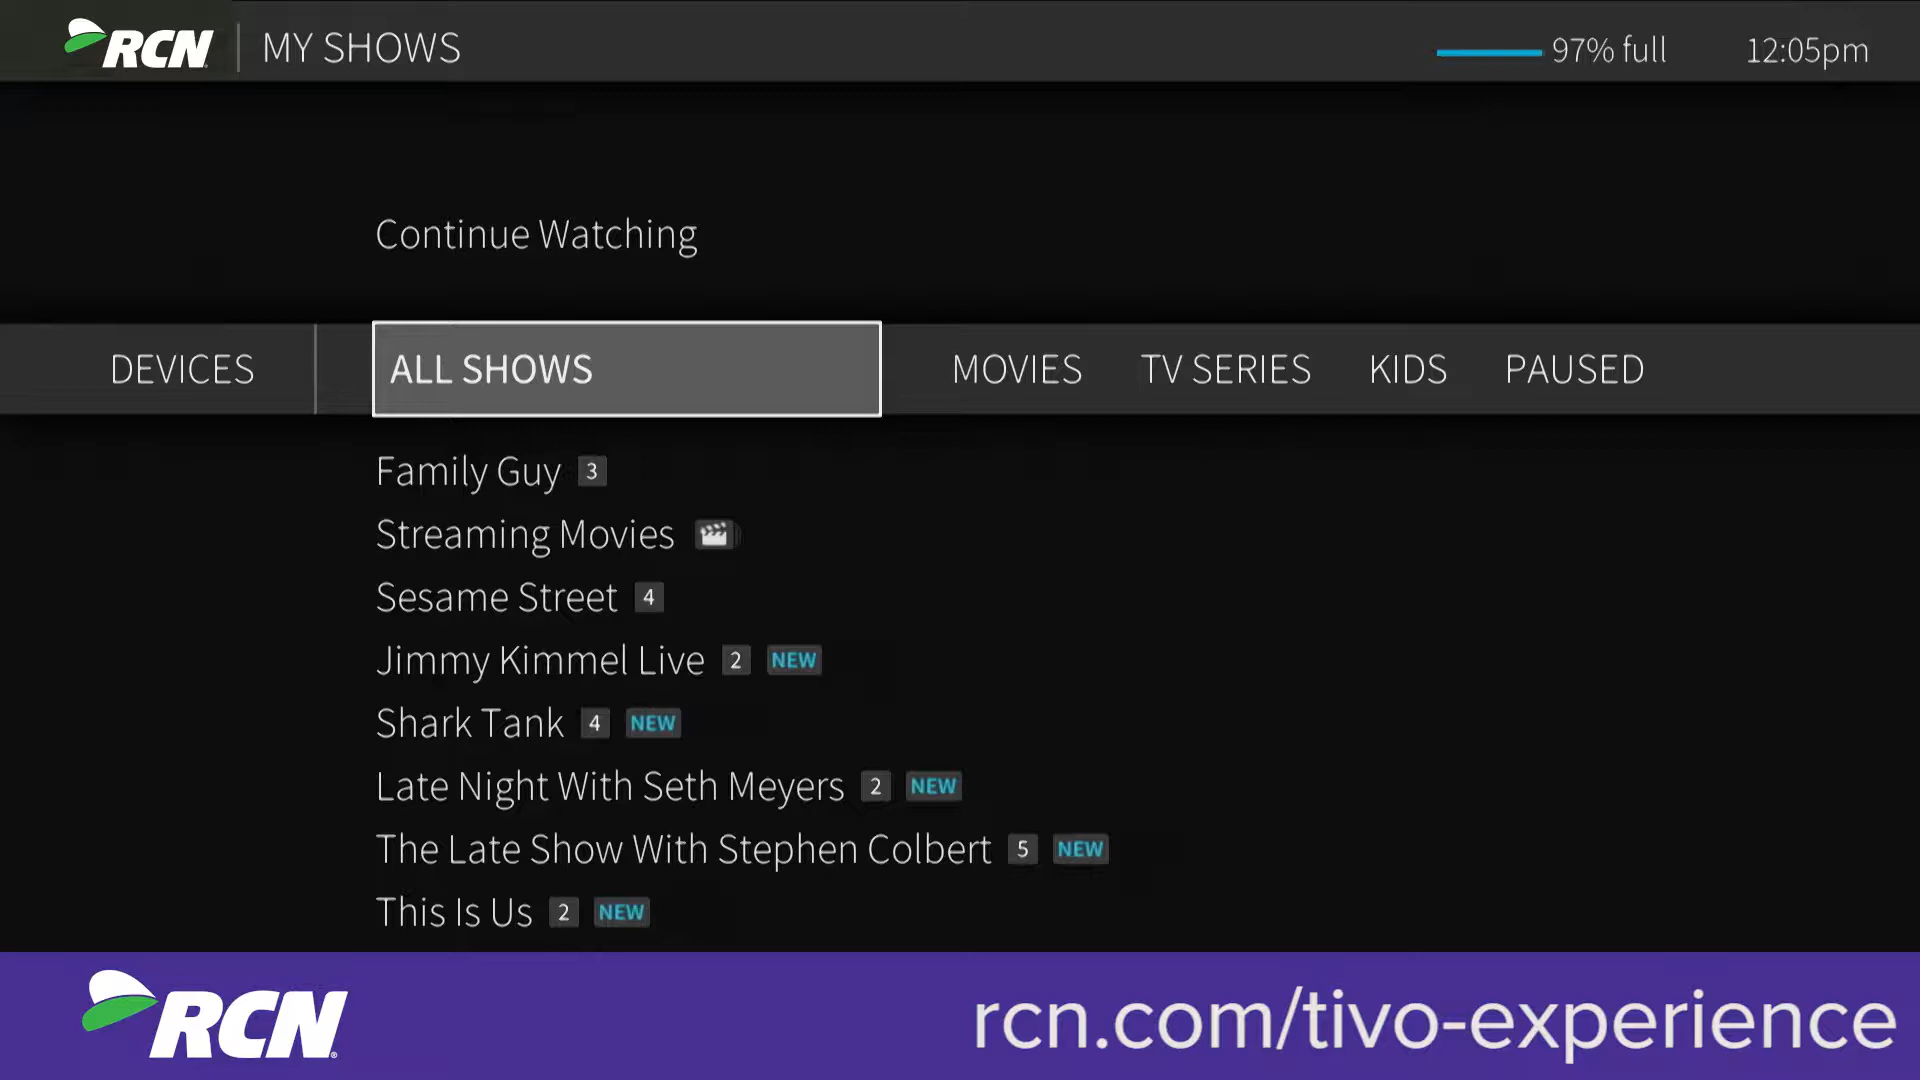 RCN MY SHOWS 97% full 12:05pm
Continue Watching
DEVICES ALL SHOWS MOVIES TV SERIES KIDS PAUSED
Family Guy 3
Streaming Movies
Sesame Street 4
Jimmy Kimmel Live 2 NEW
Shark Tank 4 NEW
Late Night With Seth Meyers 2 NEW
The Late Show With Stephen Colbert 5 NEW
This Is Us 2 NEW
RCN® rcn.com/tivo-experience